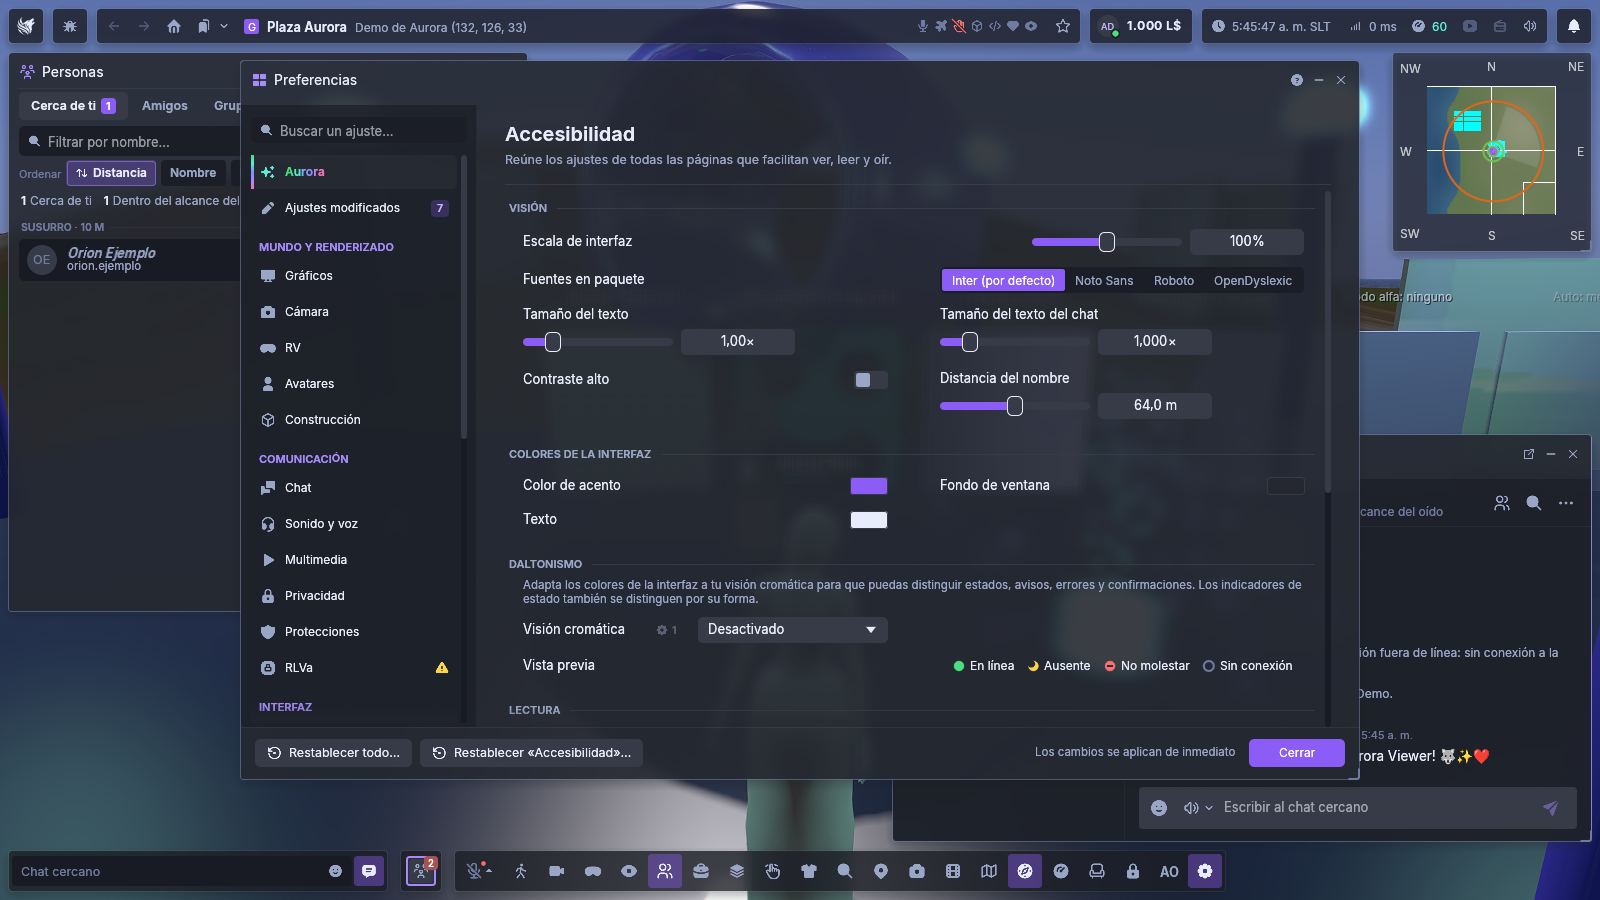 Plaza Aurora Demo de Aurora (132, 126, 33)
AD 1.000 L$
5:45:47 a. m. SLT 0 ms 60
Personas
Cerca de ti 1 Amigos Grup
Filtrar por nombre...
Ordenar Distancia Nombre
1 Cerca de ti 1 Dentro del alcance del
SUSURRO · 10 M
OE Orion Ejemplo
orion.ejemplo
Preferencias
Buscar un ajuste...
Aurora
Ajustes modificados 7
MUNDO Y RENDERIZADO
Gráficos
Cámara
RV
Avatares
Construcción
COMUNICACIÓN
Chat
Sonido y voz
Multimedia
Privacidad
Protecciones
RLVa
INTERFAZ
Accesibilidad
Reúne los ajustes de todas las páginas que facilitan ver, leer y oír.
VISIÓN
Escala de interfaz 100%
Fuentes en paquete Inter (por defecto) Noto Sans Roboto OpenDyslexic
Tamaño del texto Tamaño del texto del chat
1,00× 1,000×
Contraste alto Distancia del nombre
64,0 m
COLORES DE LA INTERFAZ
Color de acento Fondo de ventana
Texto
DALTONISMO
Adapta los colores de la interfaz a tu visión cromática para que puedas distinguir estados, avisos, errores y confirmaciones. Los indicadores de
estado también se distinguen por su forma.
Visión cromática 1 Desactivado
Vista previa En línea Ausente No molestar Sin conexión
LECTURA
Restablecer todo... Restablecer «Accesibilidad»... Los cambios se aplican de inmediato Cerrar
NW N NE
W E
SW S SE
do alfa: ninguno Auto: m
cance del oído
ión fuera de línea: sin conexión a la
Demo.
5:45 a. m.
rora Viewer! 🐺✨❤️
Escribir al chat cercano
Chat cercano
2
AO